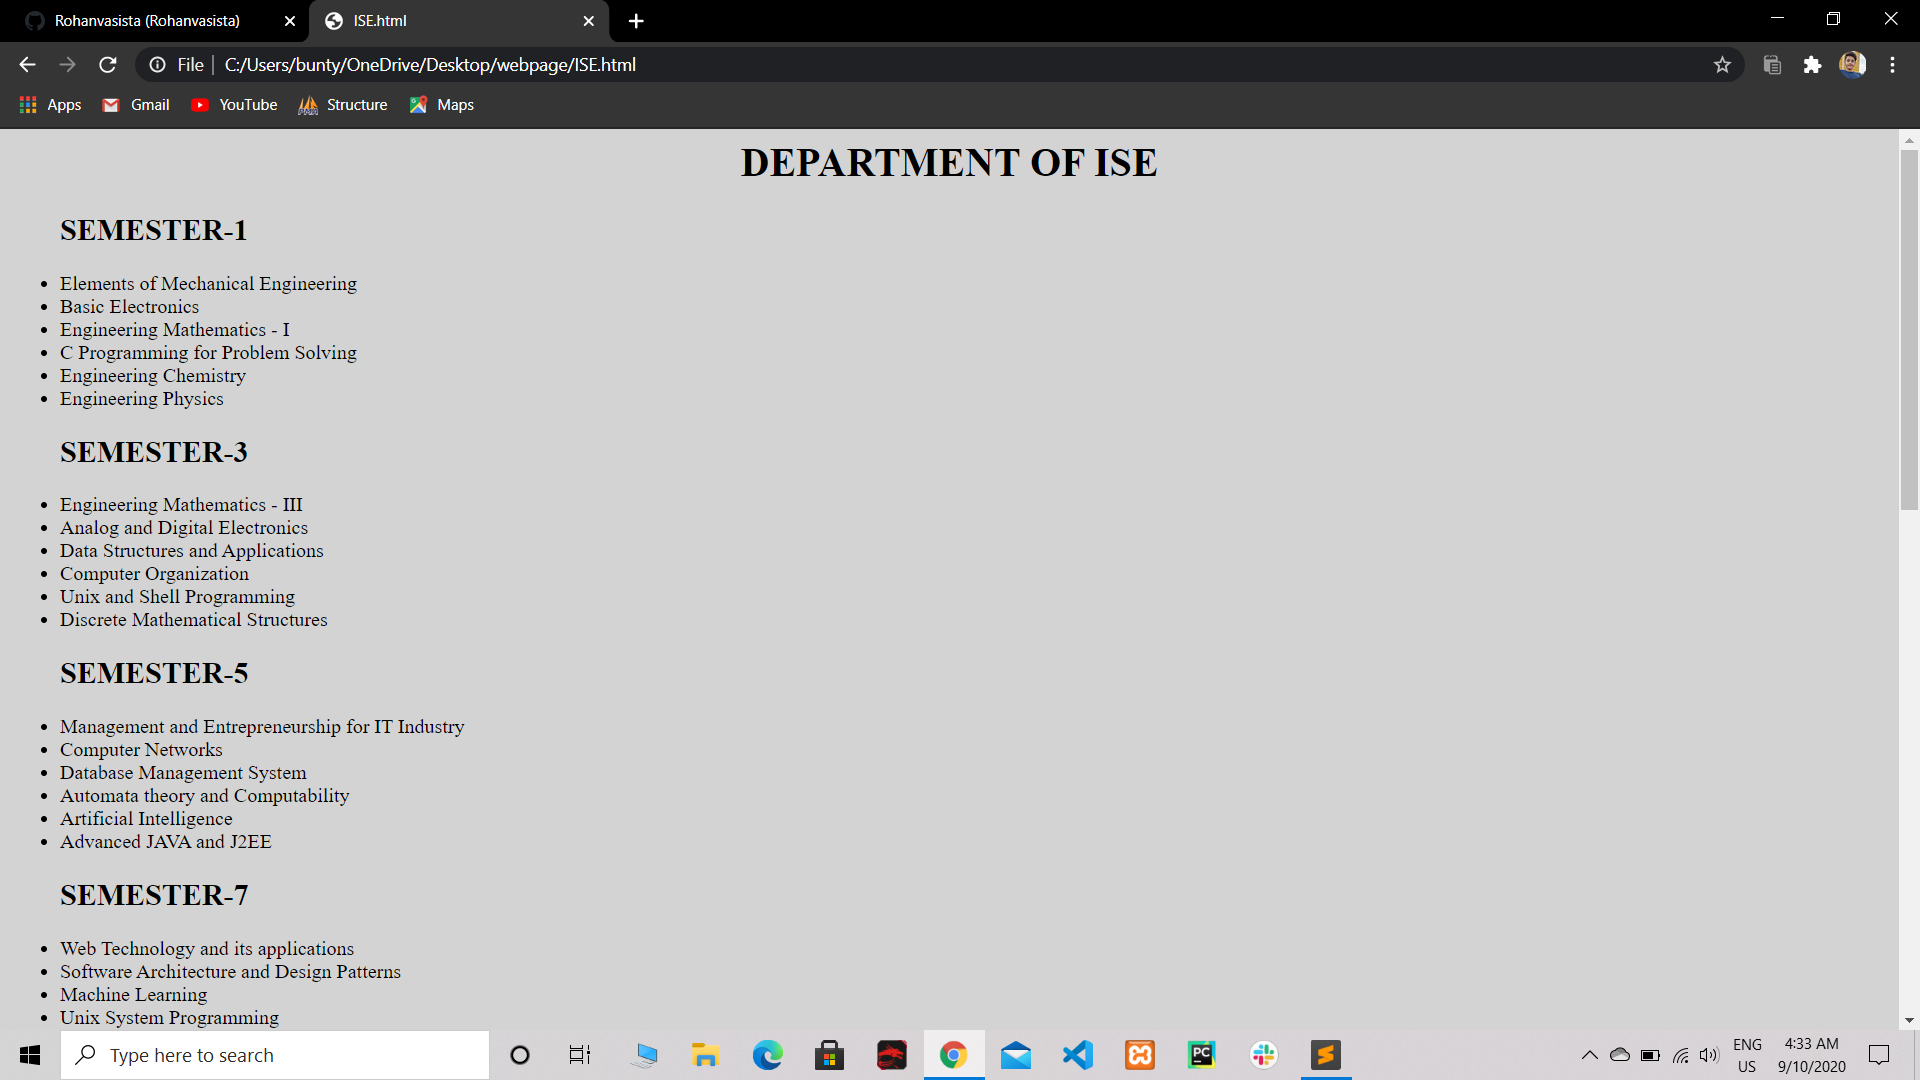 Rohanvasista (Rohanvasista)
ISE.html
File
C:/Users/bunty/OneDrive/Desktop/webpage/ISE.html
Apps
Gmail
YouTube
Structure
Maps
DEPARTMENT OF ISE
SEMESTER-1
Elements of Mechanical Engineering
Basic Electronics
Engineering Mathematics - I
C Programming for Problem Solving
Engineering Chemistry
Engineering Physics
SEMESTER-3
Engineering Mathematics - III
Analog and Digital Electronics
Data Structures and Applications
Computer Organization
Unix and Shell Programming
Discrete Mathematical Structures
SEMESTER-5
Management and Entrepreneurship for IT Industry
Computer Networks
Database Management System
Automata theory and Computability
Artificial Intelligence
Advanced JAVA and J2EE
SEMESTER-7
Web Technology and its applications
Software Architecture and Design Patterns
Machine Learning
Unix System Programming
Type here to search
PC
ENG
US
4:33 AM
9/10/2020